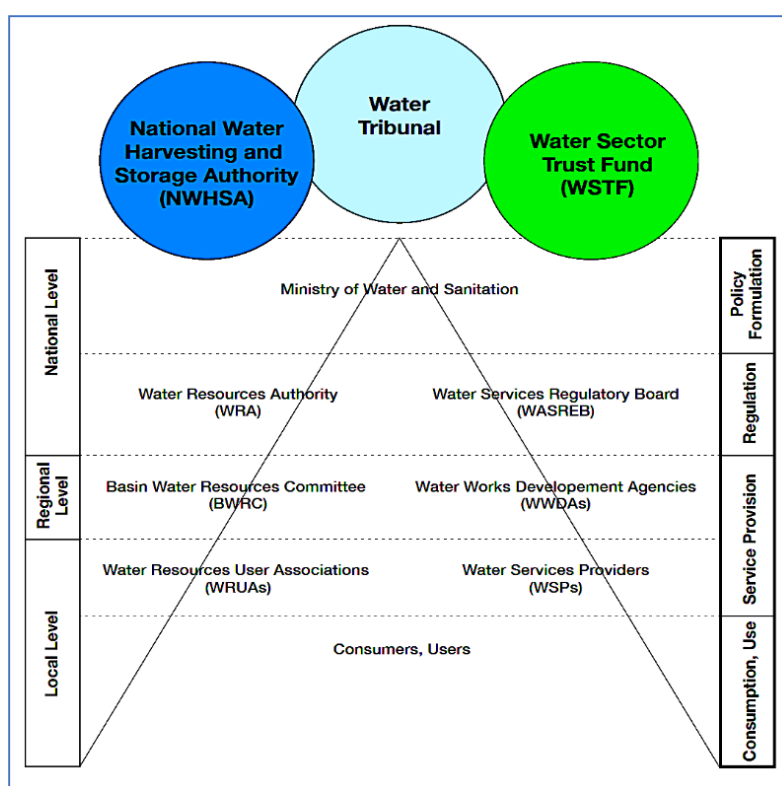 National Water
Harvesting and
Storage Authority
(NWHSA)
Water
Tribunal
Water Sector
Trust Fund
(WSTF)
National Level
Ministry of Water and Sanitation
Policy
Formulation
Water Resources Authority
(WRA)
Water Services Regulatory Board
(WASREB)
Regulation
Regional
Level
Basin Water Resources Committee
(BWRC)
Water Works Developement Agencies
(WWDAs)
Service Provision
Local Level
Water Resources User Associations
(WRUAs)
Water Services Providers
(WSPs)
Consumers, Users
Consumption, Use